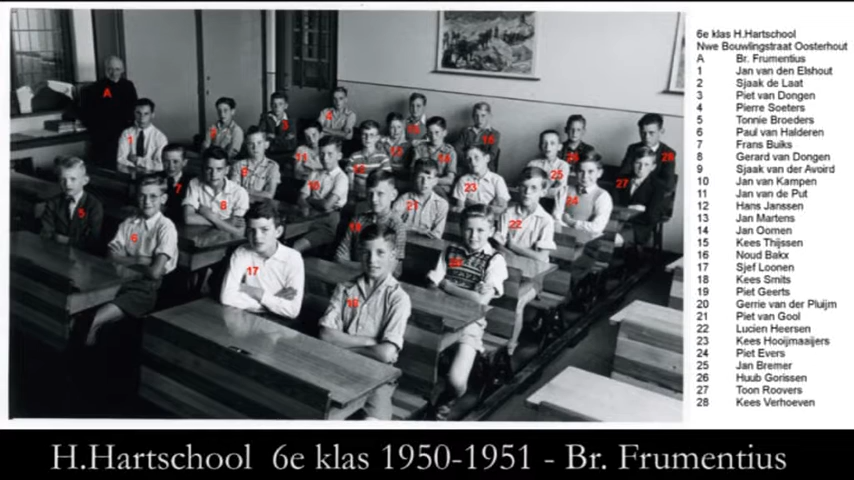 6e klas H.Hartschool
Nwe Bouwlingstraat Oosterhout
A Br. Frumentius
1 Jan van den Elshout
2 Sjaak de Laat
3 Piet van Dongen
4 Pierre Soeters
5 Tonnie Broeders
6 Paul van Halderen
7 Frans Buiks
8 Gerard van Dongen
9 Sjaak van der Avoird
10 Jan van Kampen
11 Jan van de Put
12 Hans Janssen
13 Jan Martens
14 Jan Oomen
15 Kees Thijssen
16 Noud Bakx
17 Sjef Loonen
18 Kees Smits
19 Piet Geerts
20 Gerrie van der Pluijm
21 Piet van Gool
22 Lucien Heersen
23 Kees Hooijmaaijers
24 Piet Evers
25 Jan Bremer
26 Huub Gorissen
27 Toon Roovers
28 Kees Verhoeven
H.Hartschool 6e klas 1950-1951 - Br. Frumentius